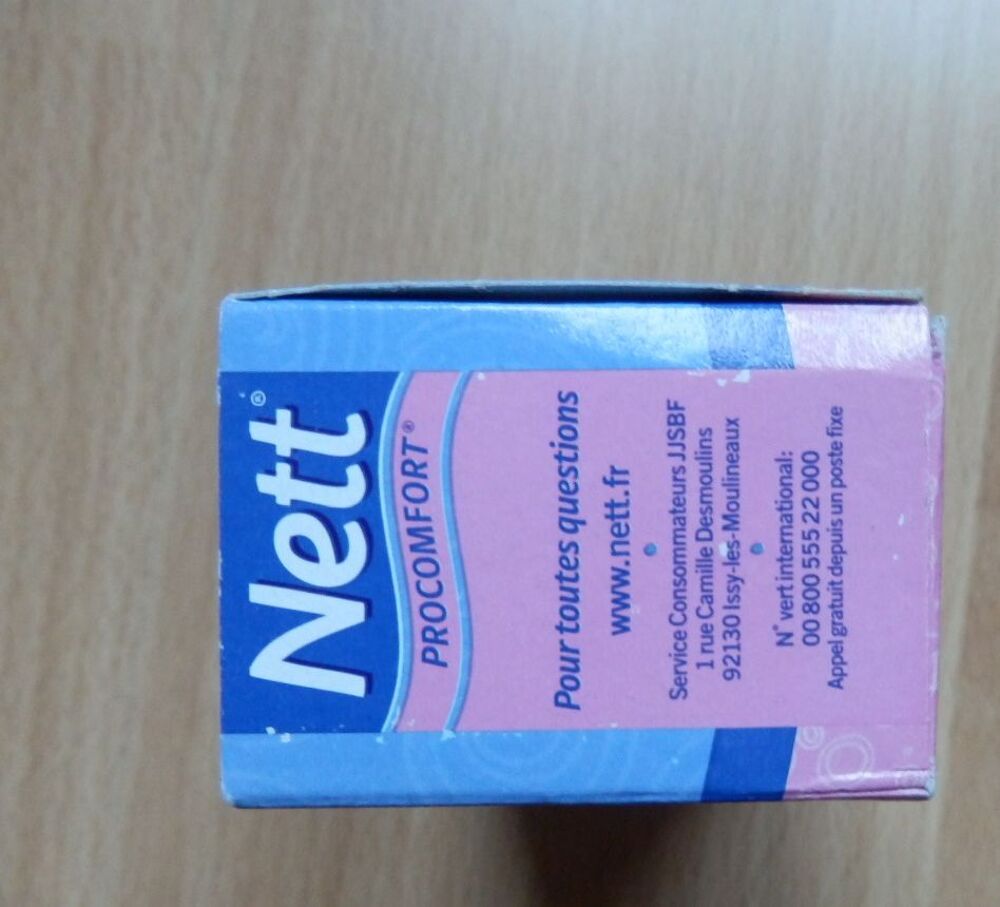 Nett®
PROCOMFORT®
Pour toutes questions
www.nett.fr
Service Consommateurs JJSBF
1 rue Camille Desmoulins
92130 Issy-les-Moulineaux
N° vert international:
00 800 555 22 000
Appel gratuit depuis un poste fixe